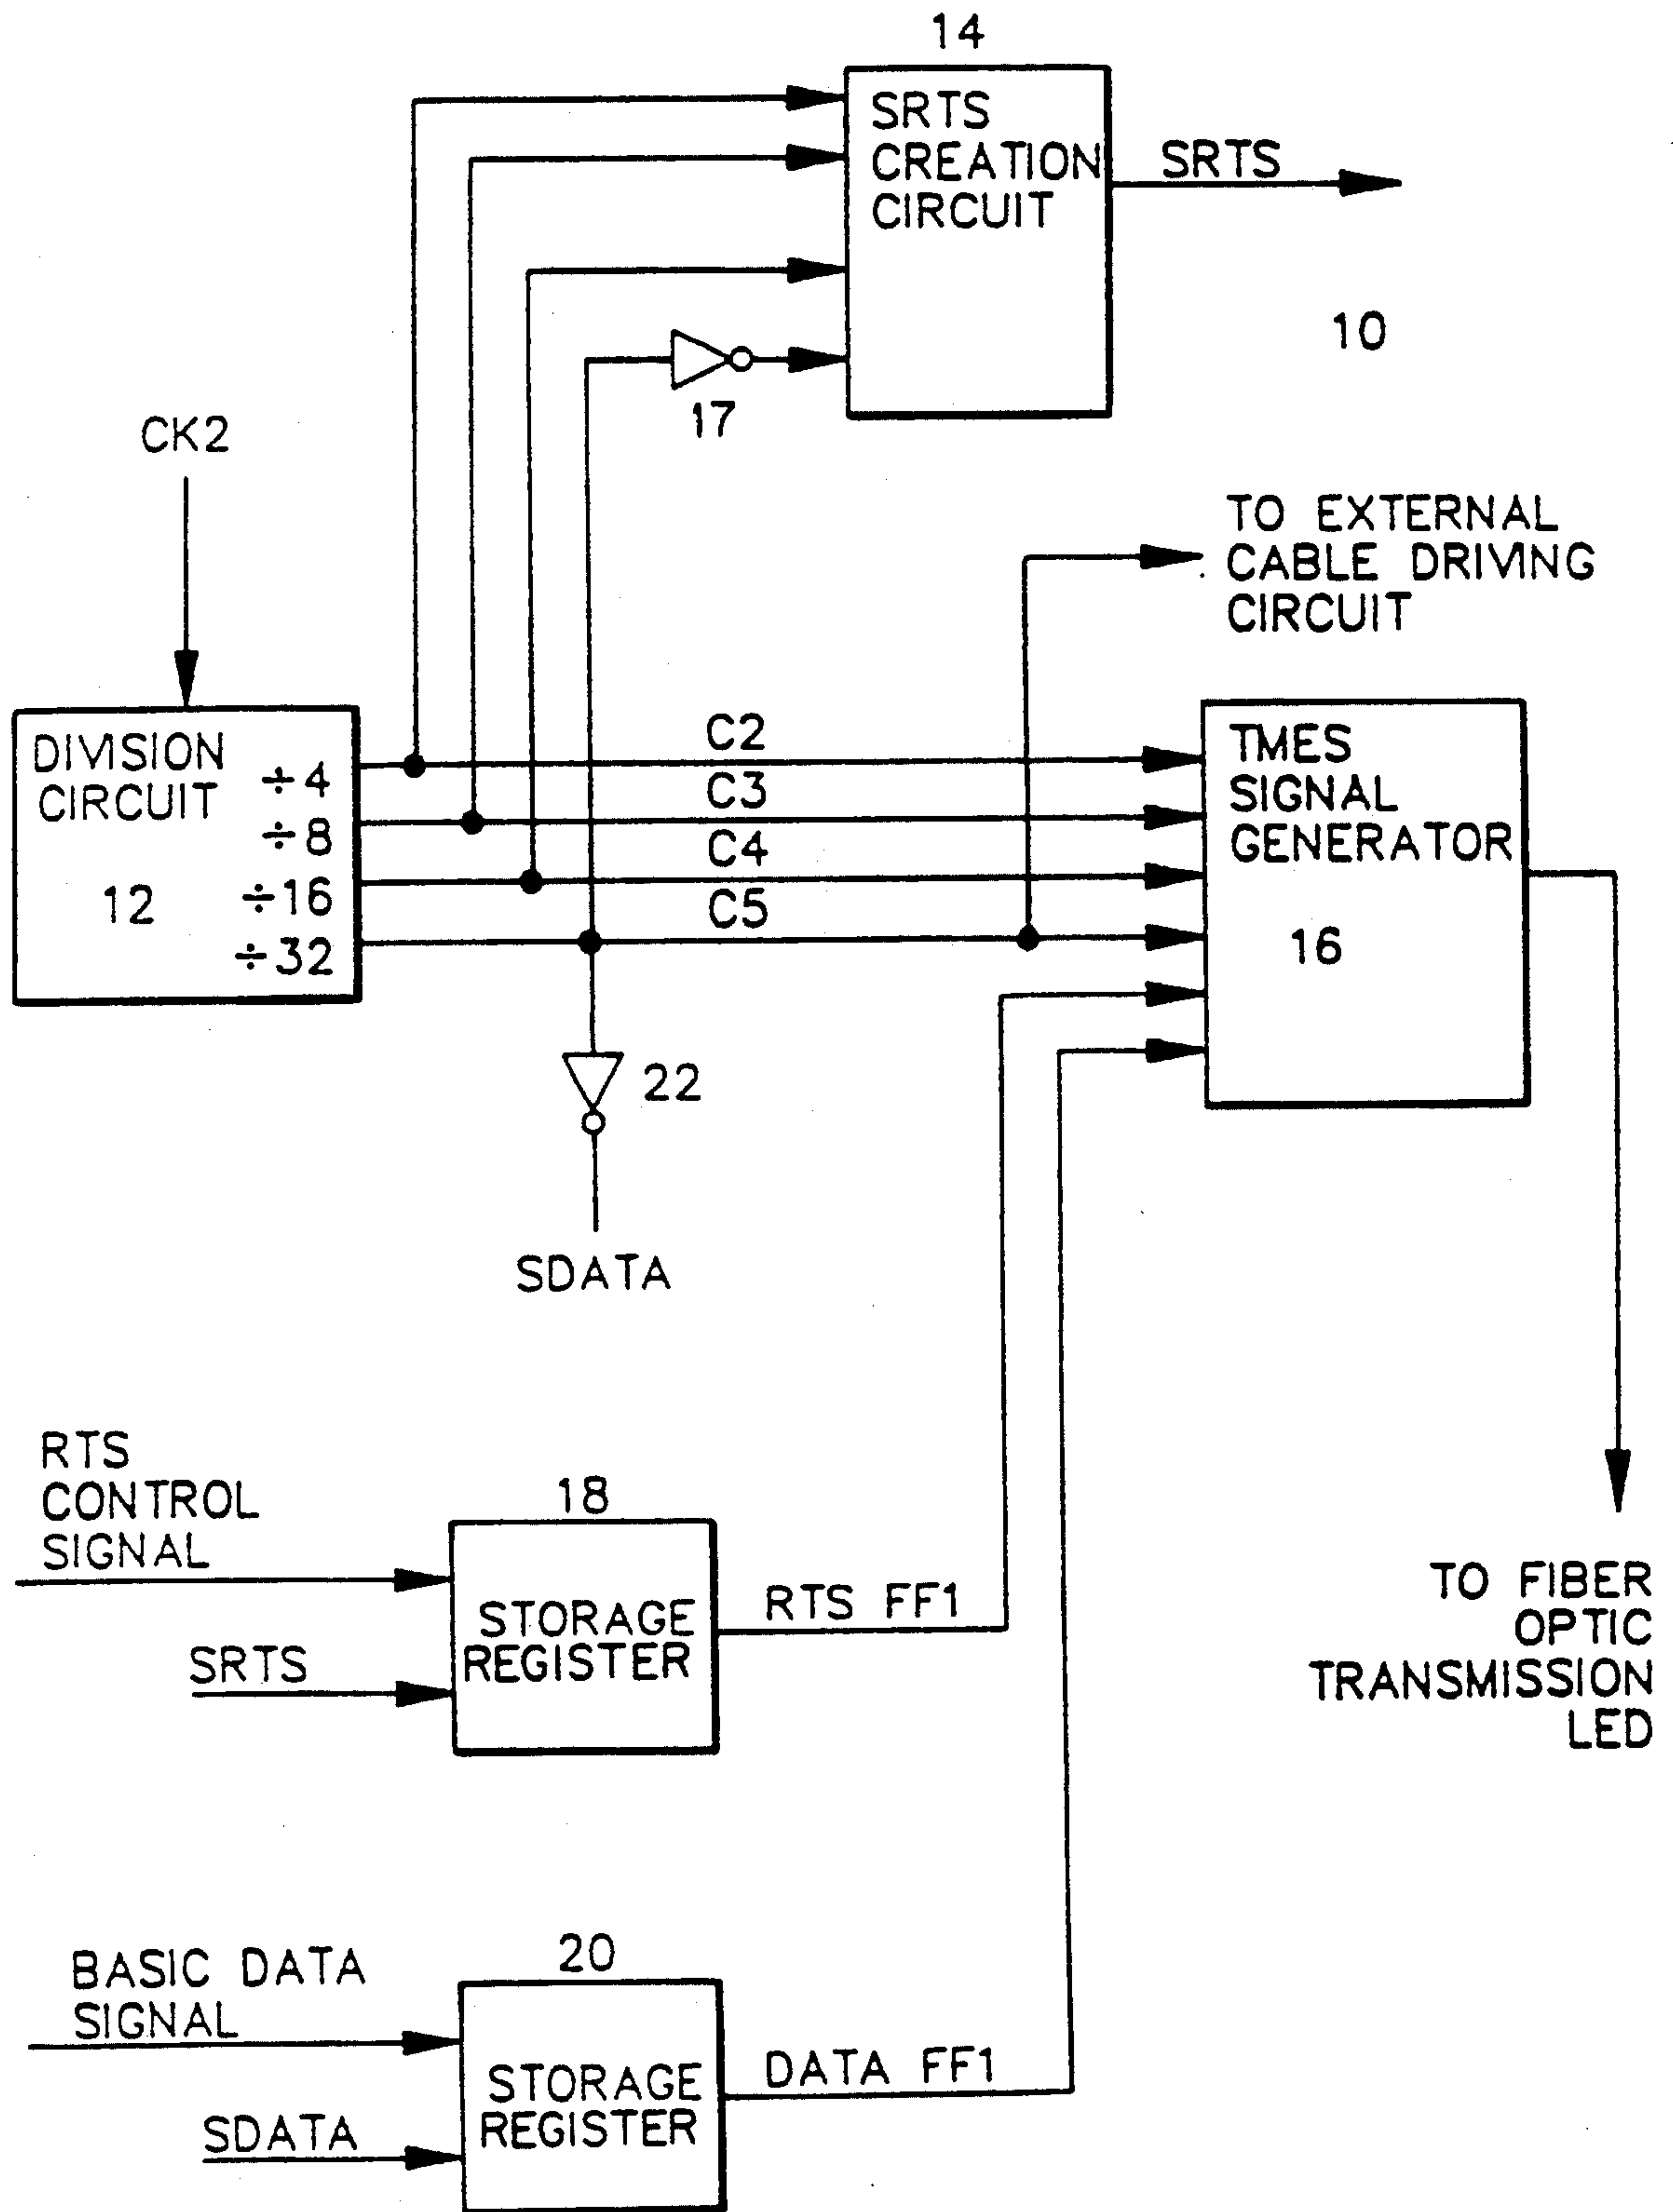 14
SRTS
CREATION
CIRCUIT
SRTS
10
17
CK2
TO EXTERNAL
CABLE DRIVING
CIRCUIT
DIVISION
CIRCUIT
÷4
÷8
÷16
÷32
12
C2
C3
C4
C5
TMES
SIGNAL
GENERATOR
16
22
SDATA
RTS
CONTROL
SIGNAL
18
SRTS
STORAGE
REGISTER
RTS FF1
TO FIBER
OPTIC
TRANSMISSION
LED
BASIC DATA
SIGNAL
20
SDATA
STORAGE
REGISTER
DATA FF1